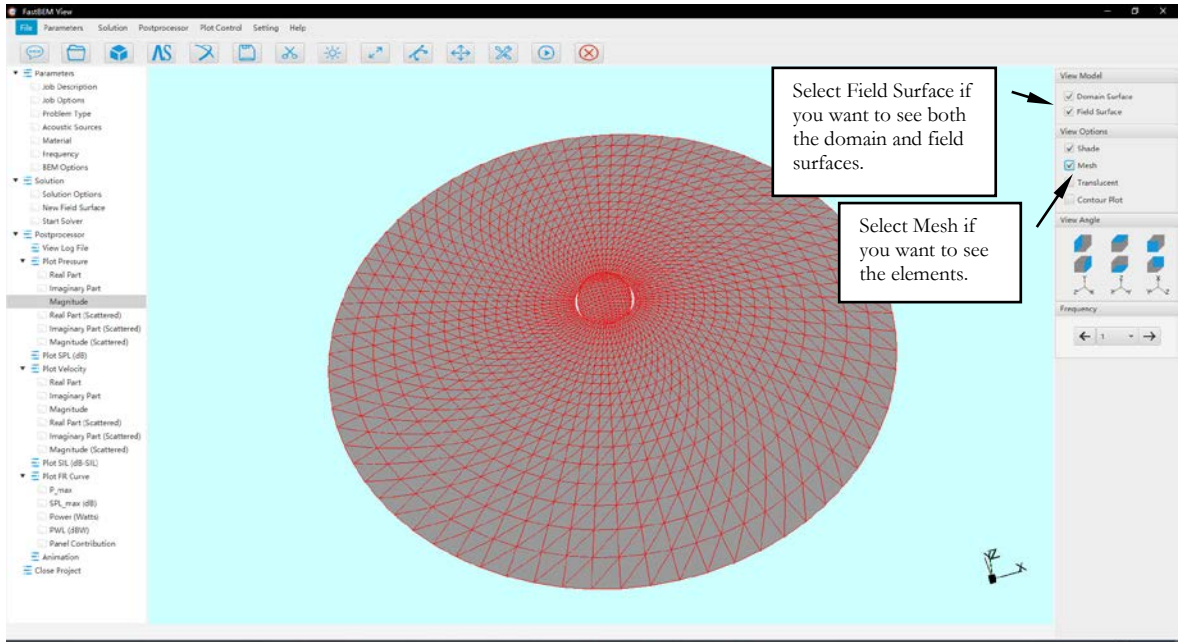 FastBEM View
File Parameters Solution Postprocessor Plot Control Setting Help
Parameters
Job Description
Job Options
Problem Type
Acoustic Sources
Material
Frequency
BEM Options
Solution
Solution Options
New Field Surface
Start Solver
Postprocessor
View Log File
Plot Pressure
Real Part
Imaginary Part
Magnitude
Real Part (Scattered)
Imaginary Part (Scattered)
Magnitude (Scattered)
Plot SPL (dB)
Plot Velocity
Real Part
Imaginary Part
Magnitude
Real Part (Scattered)
Imaginary Part (Scattered)
Magnitude (Scattered)
Plot SIL (dB-SIL)
Plot FR Curve
P_max
SPL_max (dB)
Power (Watts)
PWL (dBW)
Panel Contribution
Animation
Close Project
Select Field Surface if
you want to see both
the domain and field
surfaces.
Select Mesh if
you want to see
the elements.
Z
X
View Model
Domain Surface
Field Surface
View Options
Shade
Mesh
Translucent
Contour Plot
View Angle
Frequency
1